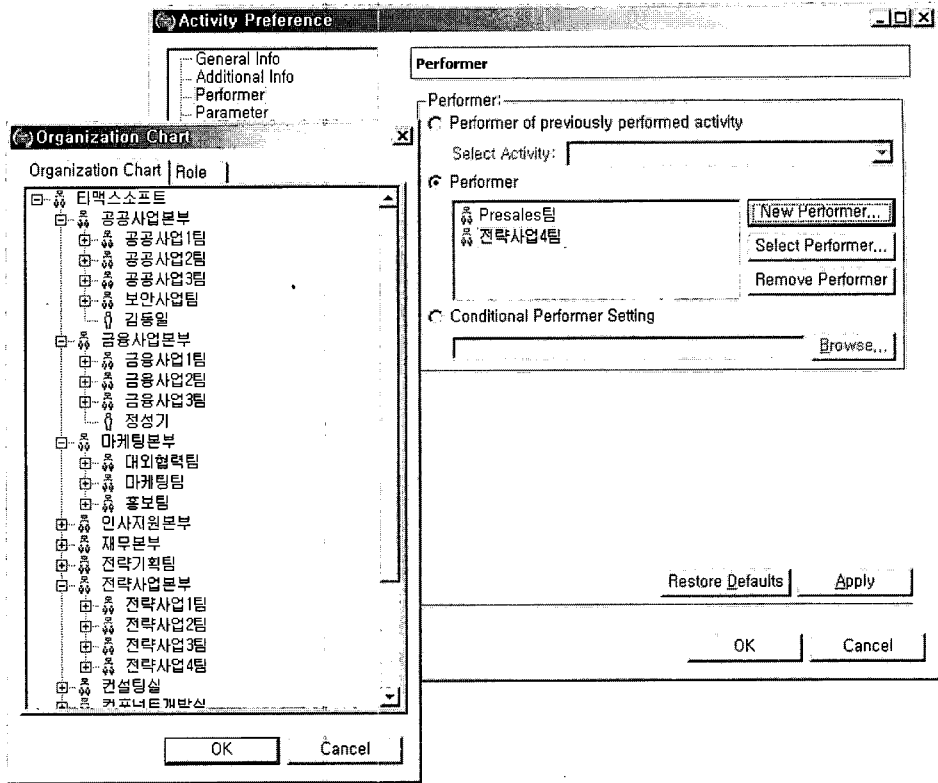 Activity Preference
General Info
Additional Info
Performer
Parameter
Performer
Performer:
Performer of previously performed activity
Select Activity:
Performer
Presales팀
전략사업4팀
New Performer...
Select Performer...
Remove Performer
Conditional Performer Setting
Browse...
Restore Defaults
Apply
OK
Cancel
Organization Chart
Organization Chart
Role
티맥스소프트
공공사업본부
공공사업1팀
공공사업2팀
공공사업3팀
보안사업팀
김동일
금융사업본부
금융사업1팀
금융사업2팀
금융사업3팀
정성기
마케팅본부
대외협력팀
마케팅팀
홍보팀
인사지원본부
재무본부
전략기획팀
전략사업본부
전략사업1팀
전략사업2팀
전략사업3팀
전략사업4팀
컨설팅실
컴포넌트개발실
OK
Cancel